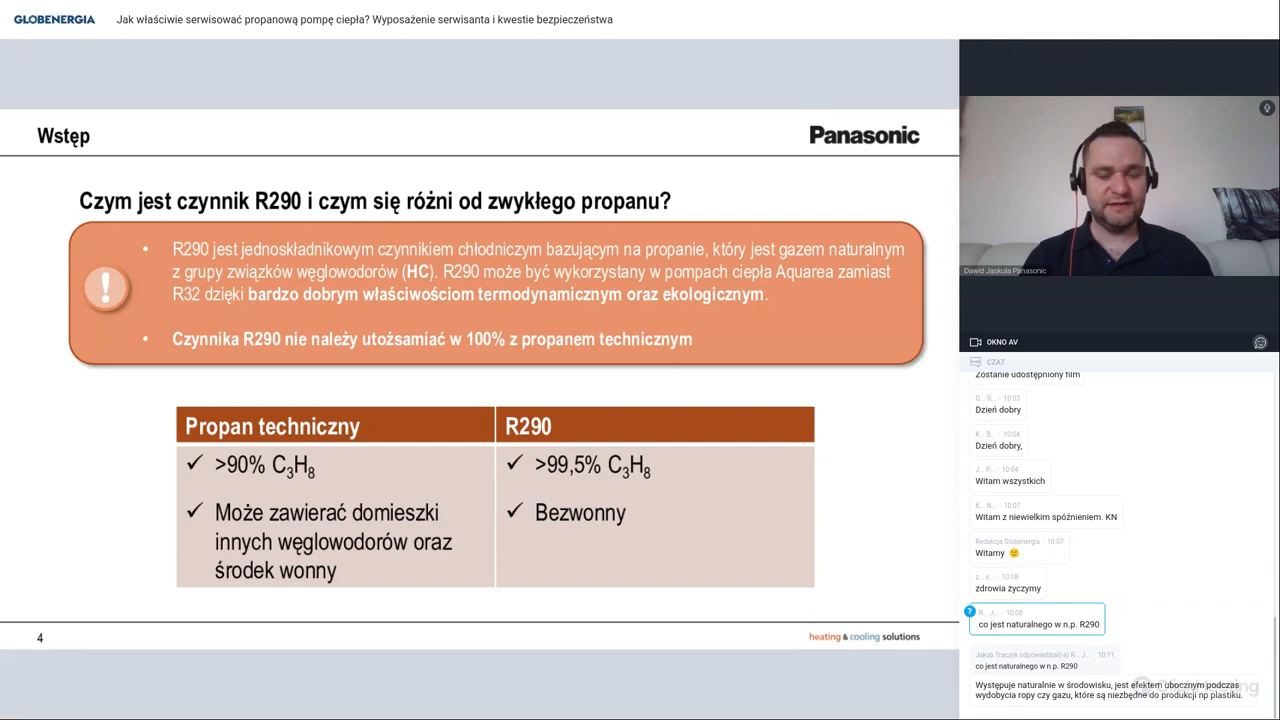 GLOBENERGIA Jak właściwie serwisować propanową pompę ciepła? Wyposażenie serwisanta i kwestie bezpieczeństwa
Wstęp
Panasonic
Czym jest czynnik R290 i czym się różni od zwykłego propanu?
• R290 jest jednoskładnikowym czynnikiem chłodniczym bazującym na propanie, który jest gazem naturalnym
z grupy związków węglowodorów (HC). R290 może być wykorzystany w pompach ciepła Aquarea zamiast
R32 dzięki bardzo dobrym właściwościom termodynamicznym oraz ekologicznym.
• Czynnika R290 nie należy utożsamiać w 100% z propanem technicznym
!
Propan techniczny
✓ >90% C₃H₈
✓ Może zawierać domieszki
innych węglowodorów oraz
środek wonny
R290
✓ >99,5% C₃H₈
✓ Bezwonny
4
heating & cooling solutions
Dawid Jaskuła Panasonic
OKNO AV
CZAT
Zostanie udostępniony film
G... S... · 10:03
Dzień dobry
K... B... · 10:04
Dzień dobry,
J... P... · 10:04
Witam wszystkich
K... N... · 10:07
Witam z niewielkim spóźnieniem. KN
Redakcja Globenergia · 10:07
Witamy 🙂
z... s... · 10:08
zdrowia życzymy
?
R... J... · 10:08
co jest naturalnego w n.p. R290
Jakub Traczyk odpowiedział(-a) R... J... · 10:11
co jest naturalnego w n.p. R290
Występuje naturalnie w środowisku, jest efektem ubocznym podczas
wydobycia ropy czy gazu, które są niezbędne do produkcji np plastiku.